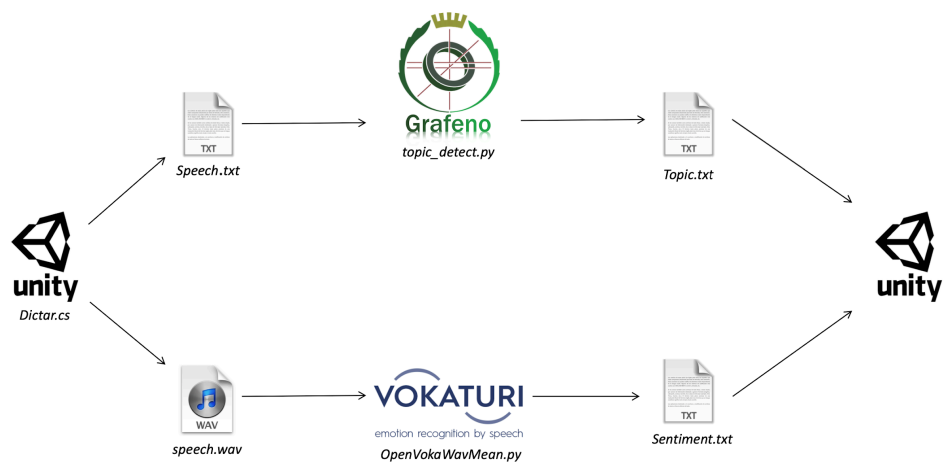 Grafeno
topic_detect.py
TXT
Speech.txt
TXT
Topic.txt
unity
Dictar.cs
unity
WAV
speech.wav
VOKATURI
emotion recognition by speech
OpenVokaWavMean.py
TXT
Sentiment.txt